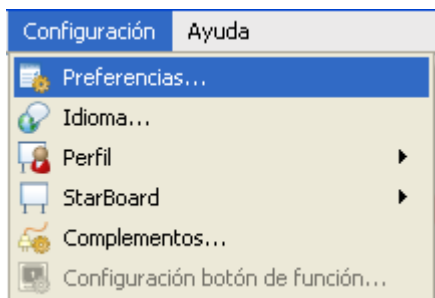 Configuración Ayuda
Preferencias...
Idioma...
Perfil
StarBoard
Complementos...
Configuración botón de función...